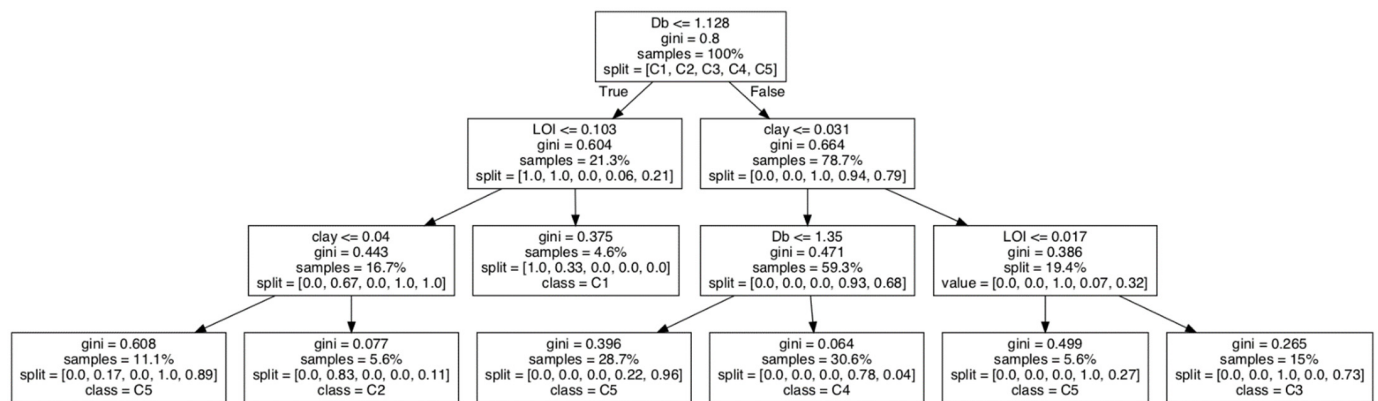 Db <= 1.128
gini = 0.8
samples = 100%
split = [C1, C2, C3, C4, C5]
True
False
LOI <= 0.103
gini = 0.604
samples = 21.3%
split = [1.0, 1.0, 0.0, 0.06, 0.21]
clay <= 0.031
gini = 0.664
samples = 78.7%
split = [0.0, 0.0, 1.0, 0.94, 0.79]
clay <= 0.04
gini = 0.443
samples = 16.7%
split = [0.0, 0.67, 0.0, 1.0, 1.0]
gini = 0.375
samples = 4.6%
split = [1.0, 0.33, 0.0, 0.0, 0.0]
class = C1
Db <= 1.35
gini = 0.471
samples = 59.3%
split = [0.0, 0.0, 0.0, 0.93, 0.68]
LOI <= 0.017
gini = 0.386
split = 19.4%
value = [0.0, 0.0, 1.0, 0.07, 0.32]
gini = 0.608
samples = 11.1%
split = [0.0, 0.17, 0.0, 1.0, 0.89]
class = C5
gini = 0.077
samples = 5.6%
split = [0.0, 0.83, 0.0, 0.0, 0.11]
class = C2
gini = 0.396
samples = 28.7%
split = [0.0, 0.0, 0.0, 0.22, 0.96]
class = C5
gini = 0.064
samples = 30.6%
split = [0.0, 0.0, 0.0, 0.78, 0.04]
class = C4
gini = 0.499
samples = 5.6%
split = [0.0, 0.0, 0.0, 1.0, 0.27]
class = C5
gini = 0.265
samples = 15%
split = [0.0, 0.0, 1.0, 0.0, 0.73]
class = C3